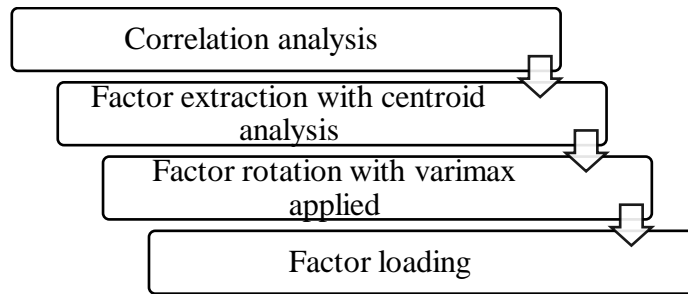 Correlation analysis
Factor extraction with centroid
analysis
Factor rotation with varimax
applied
Factor loading